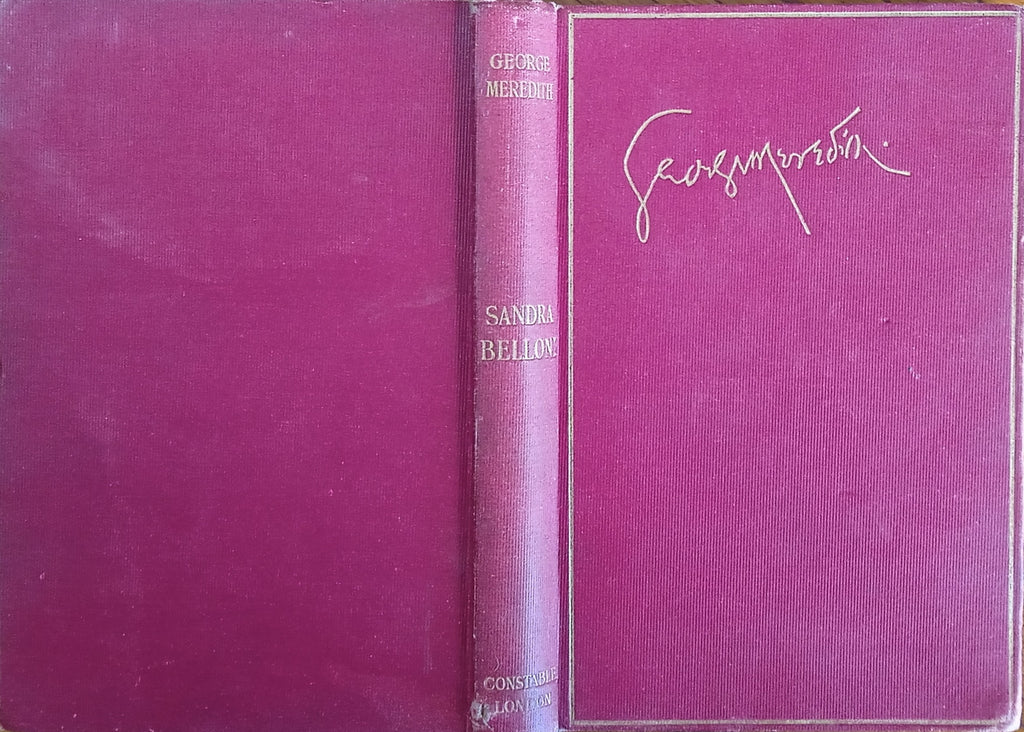 GEORGE
MEREDITH
SANDRA
BELLONI
CONSTABLE
LONDON
George Meredith.